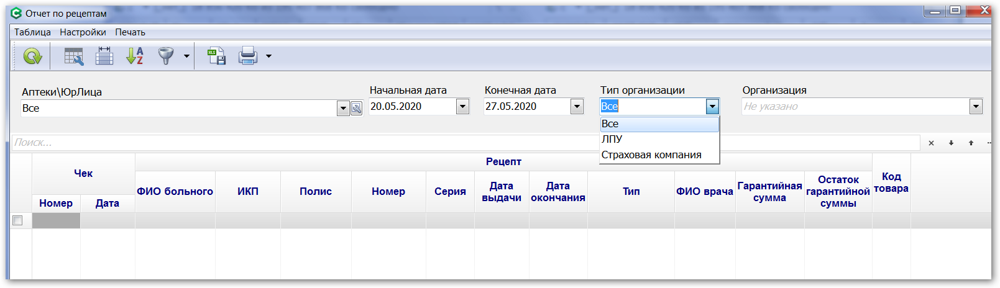 Отчет по рецептам
Таблица Настройки Печать
Аптеки\ЮрЛица
Начальная дата
Конечная дата
Тип организации
Организация
Все
20.05.2020
27.05.2020
Все
Не указано
Все
ЛПУ
Страховая компания
Поиск...
Чек
Рецепт
Код товара
Номер
Дата
ФИО больного
ИКП
Полис
Номер
Серия
Дата
выдачи
Дата
окончания
Тип
ФИО врача
Гарантийная
сумма
Остаток
гарантийной
суммы